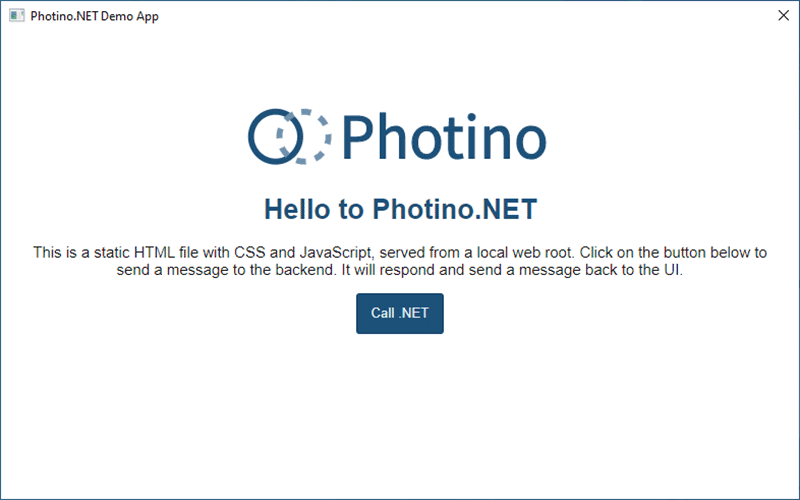 Photino.NET Demo App
Photino
Hello to Photino.NET
This is a static HTML file with CSS and JavaScript, served from a local web root. Click on the button below to
send a message to the backend. It will respond and send a message back to the UI.
Call .NET